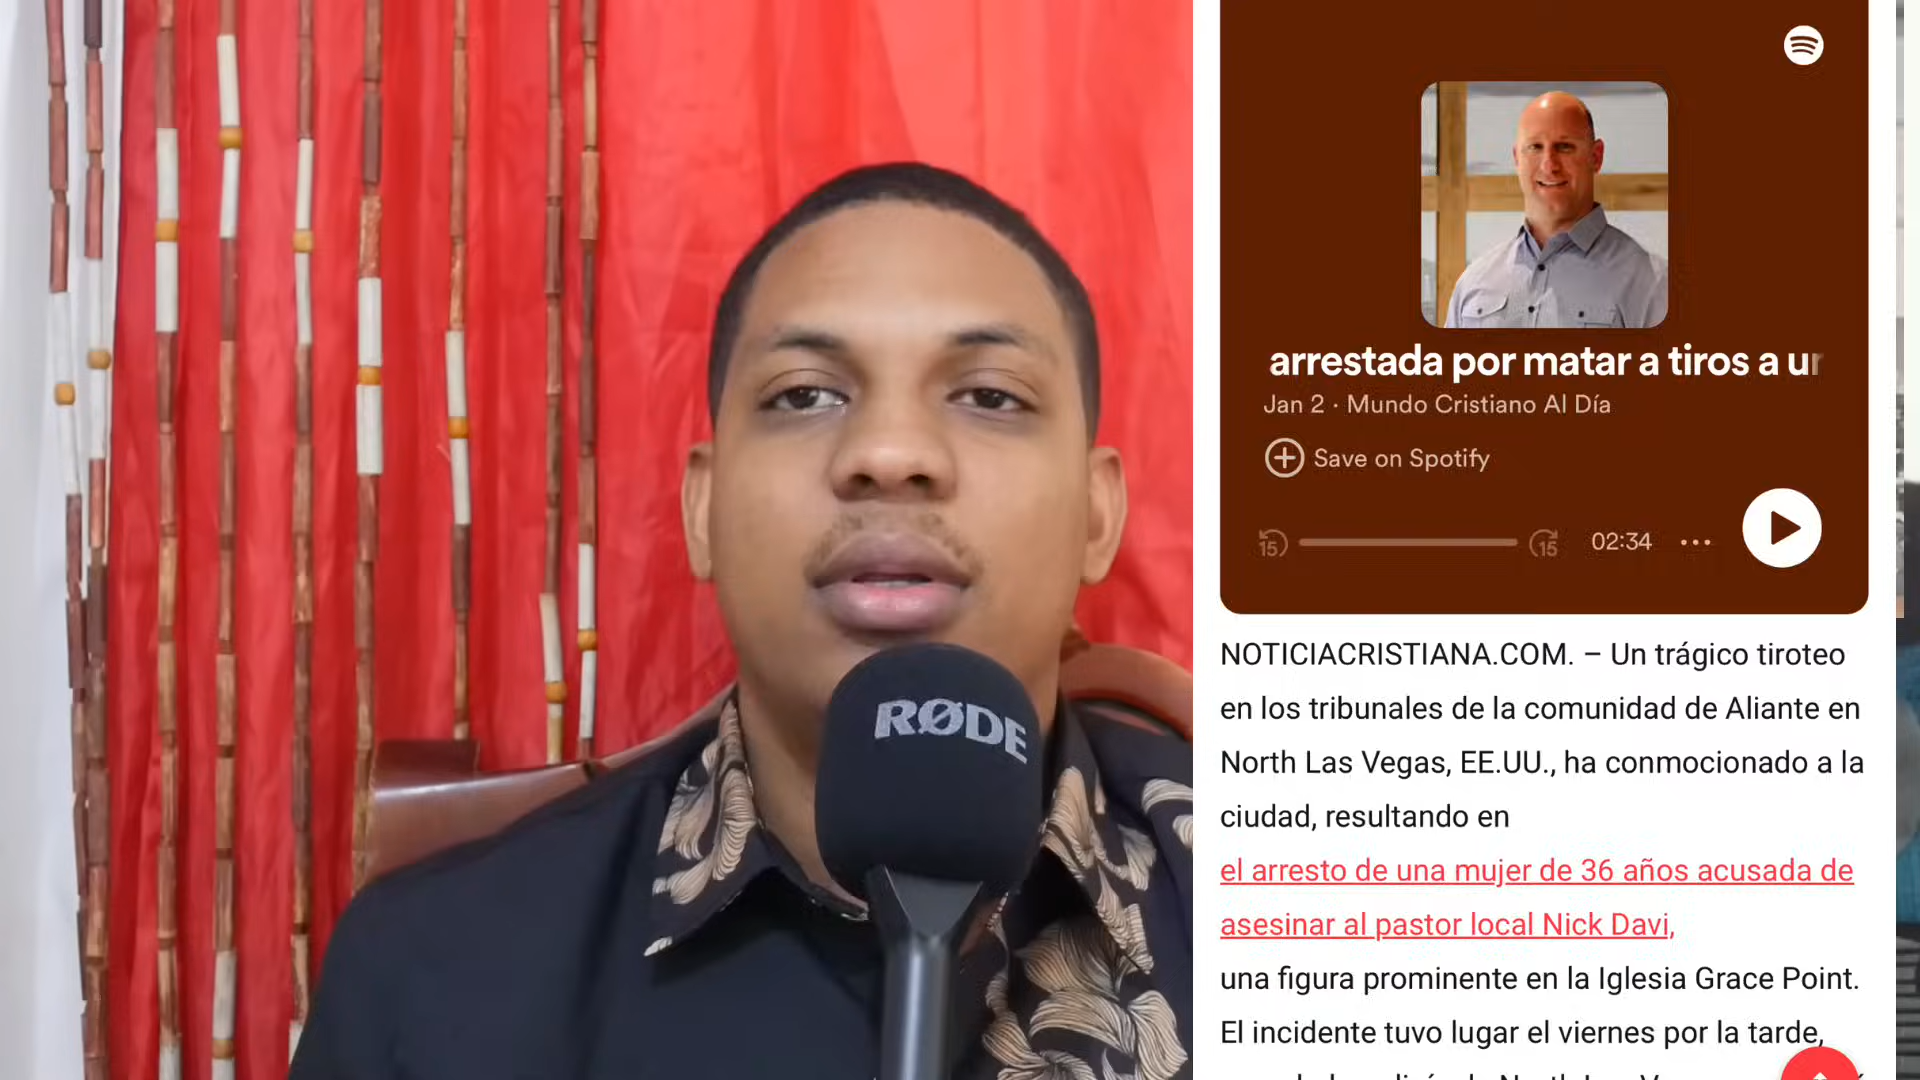 RØDE
arrestada por matar a tiros a un
Jan 2 · Mundo Cristiano Al Día
Save on Spotify
15
15
02:34
NOTICIACRISTIANA.COM. – Un trágico tiroteo
en los tribunales de la comunidad de Aliante en
North Las Vegas, EE.UU., ha conmocionado a la
ciudad, resultando en
el arresto de una mujer de 36 años acusada de
asesinar al pastor local Nick Davi,
una figura prominente en la Iglesia Grace Point.
El incidente tuvo lugar el viernes por la tarde,